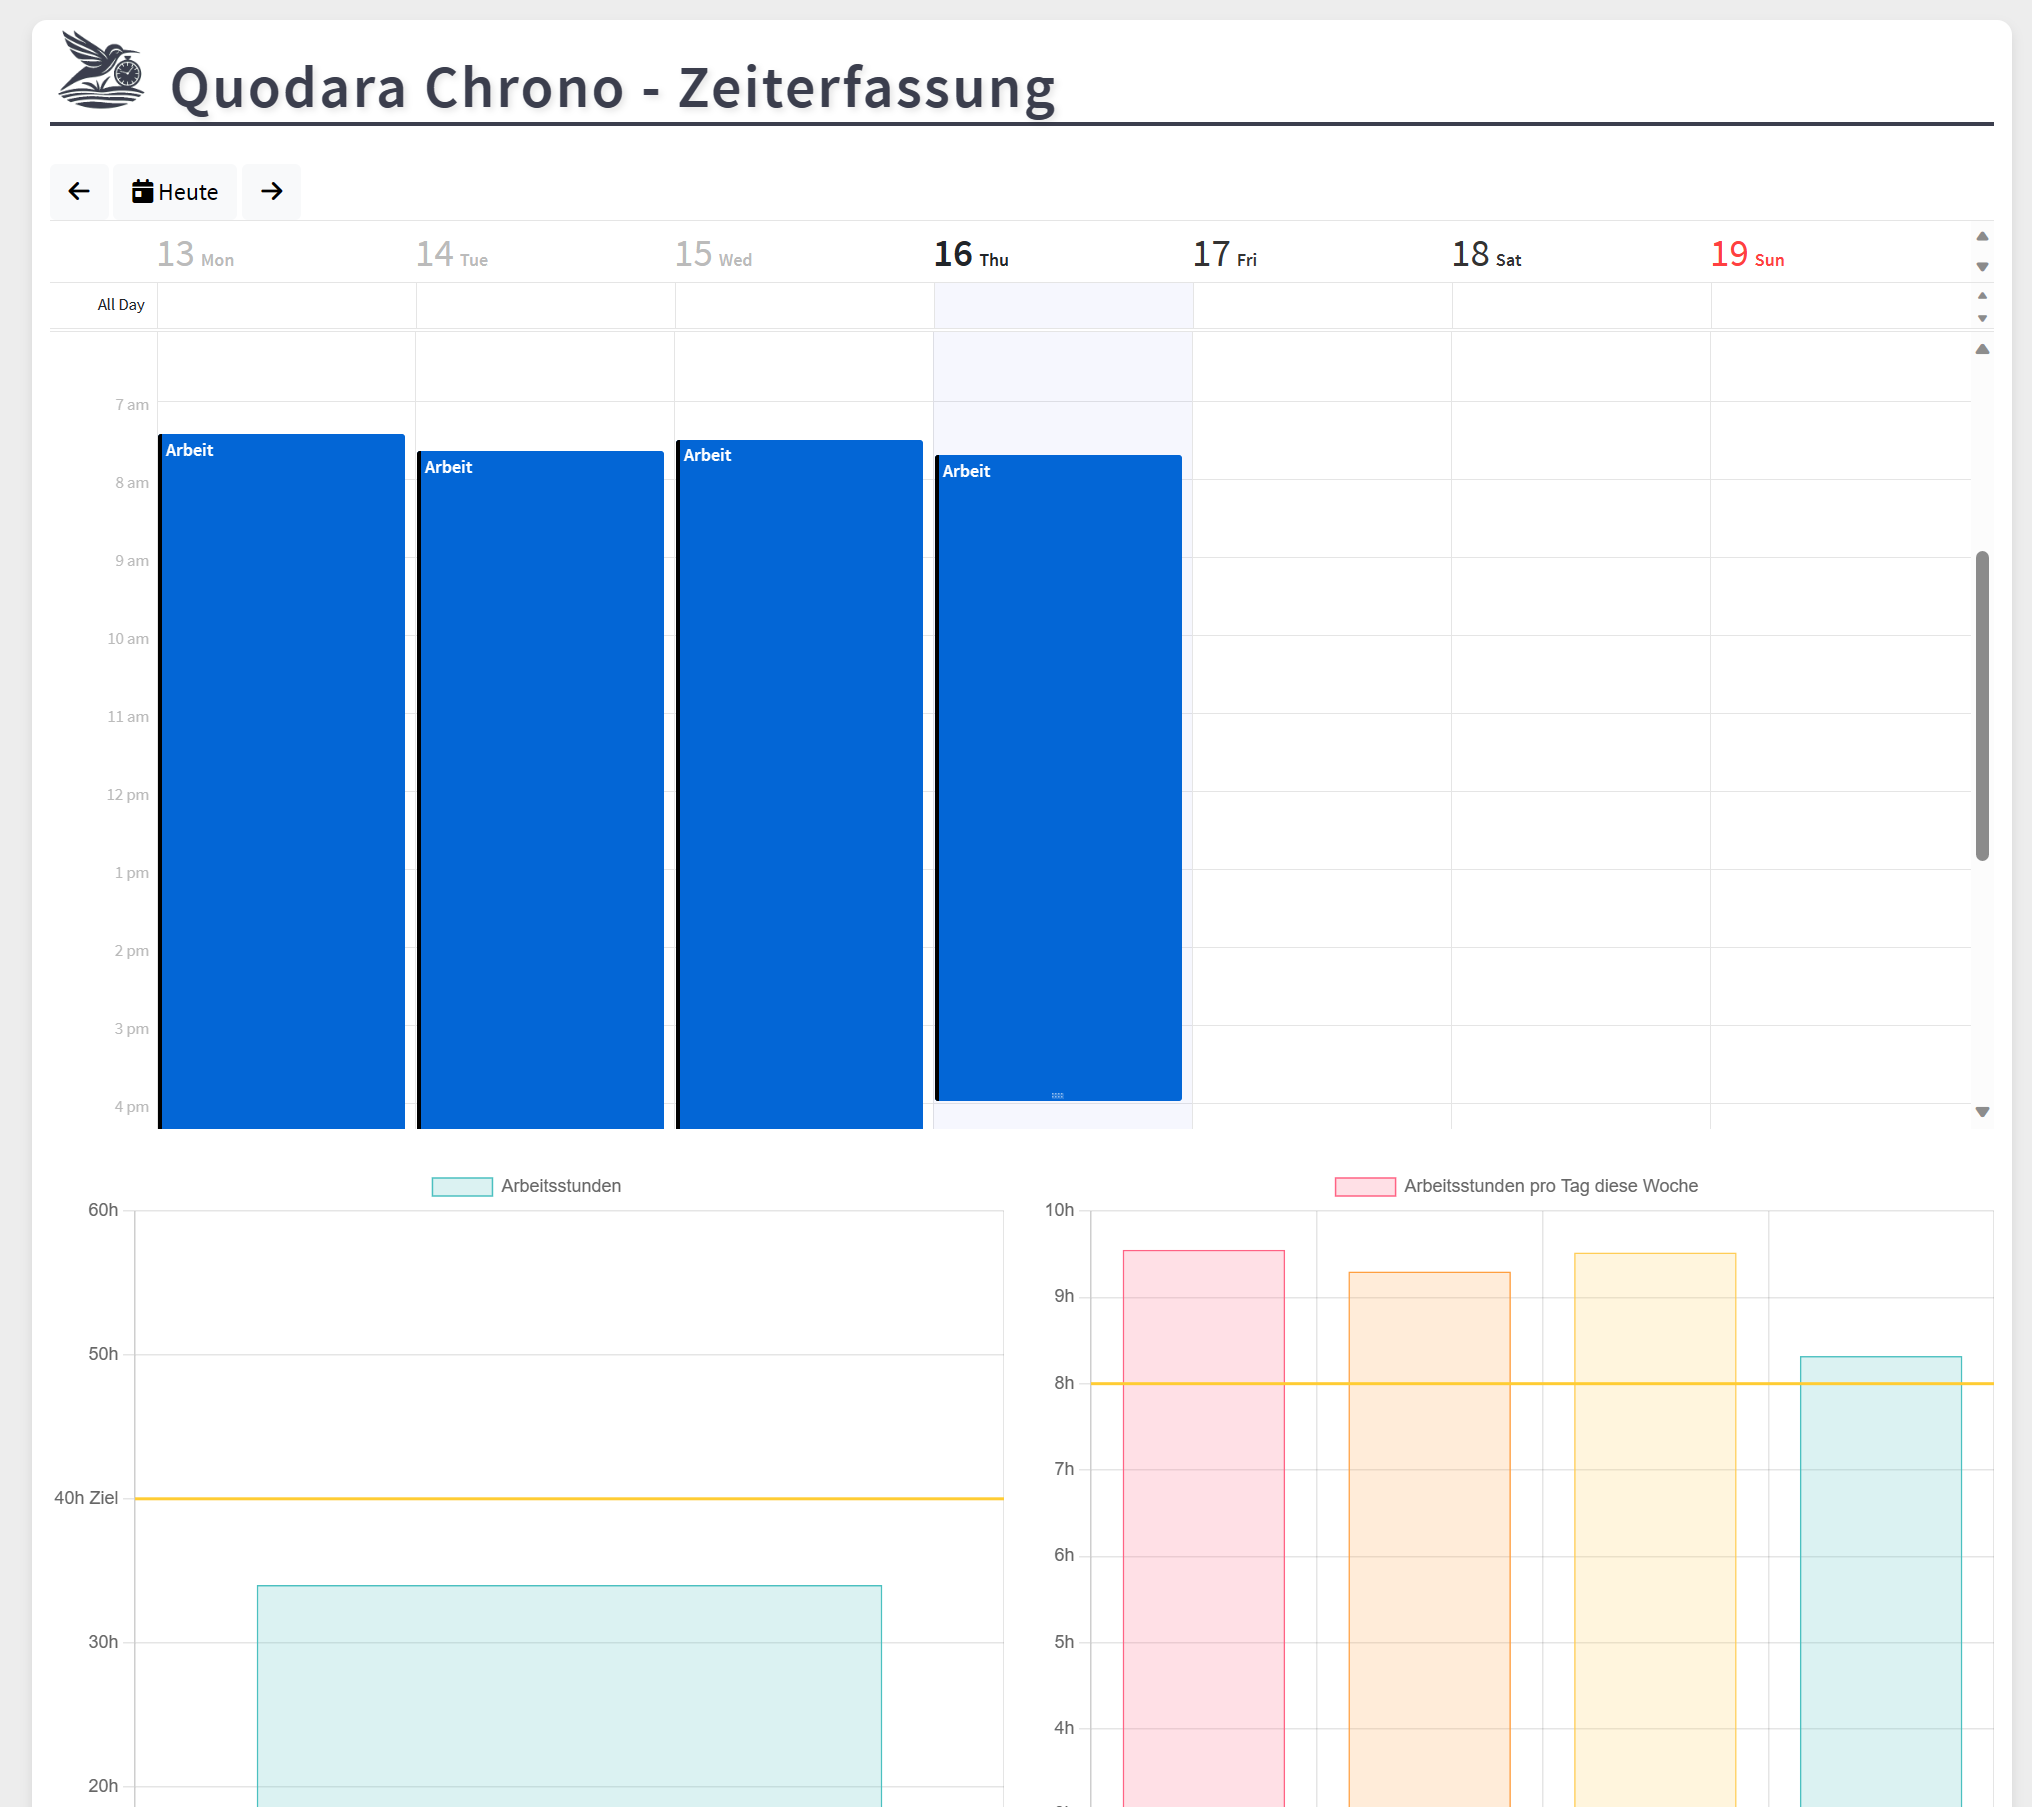 Quodara Chrono - Zeiterfassung
Heute
13 Mon 14 Tue 15 Wed 16 Thu 17 Fri 18 Sat 19 Sun
All Day
7 am
Arbeit Arbeit Arbeit Arbeit
8 am
9 am
10 am
11 am
12 pm
1 pm
2 pm
3 pm
4 pm
Arbeitsstunden
60h
50h
40h Ziel
30h
20h
Arbeitsstunden pro Tag diese Woche
10h
9h
8h
7h
6h
5h
4h